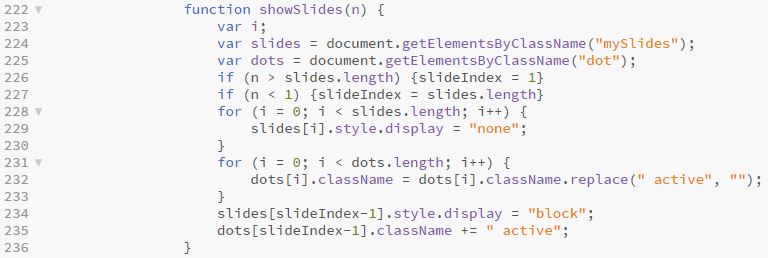 222 function showSlides(n) {
223 var i;
224 var slides = document.getElementsByClassName("mySlides");
225 var dots = document.getElementsByClassName("dot");
226 if (n > slides.length) {slideIndex = 1}
227 if (n < 1) {slideIndex = slides.length}
228 for (i = 0; i < slides.length; i++) {
229 slides[i].style.display = "none";
230 }
231 for (i = 0; i < dots.length; i++) {
232 dots[i].className = dots[i].className.replace(" active", "");
233 }
234 slides[slideIndex-1].style.display = "block";
235 dots[slideIndex-1].className += " active";
236 }